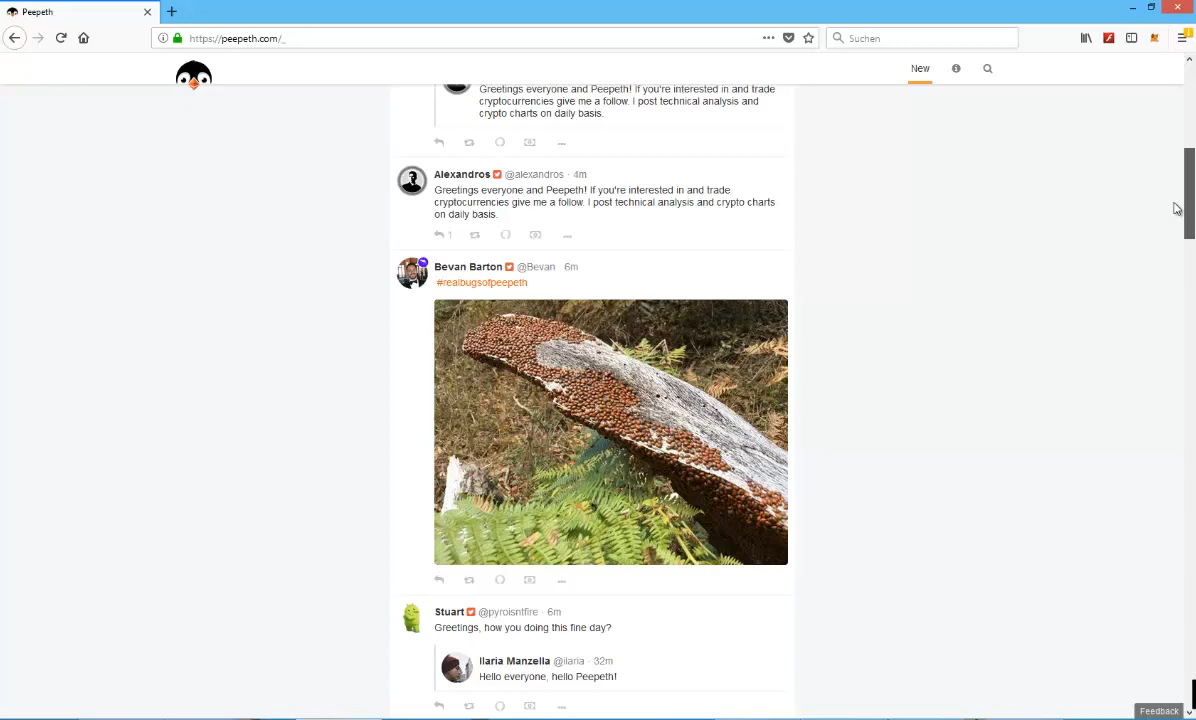 Peepeth
https://peepeth.com/_
Suchen
New
Greetings everyone and Peepeth! If you're interested in and trade
cryptocurrencies give me a follow. I post technical analysis and
crypto charts on daily basis.
Alexandros @alexandros · 4m
Greetings everyone and Peepeth! If you're interested in and trade
cryptocurrencies give me a follow. I post technical analysis and crypto charts
on daily basis.
1
Bevan Barton @Bevan · 6m
#realbugsofpeepeth
Stuart @pyroisntfire · 6m
Greetings, how you doing this fine day?
Ilaria Manzella @ilaria · 32m
Hello everyone, hello Peepeth!
Feedback